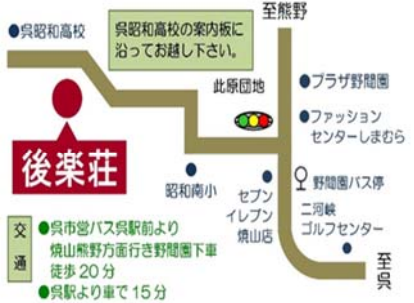 至熊野
●呉昭和高校
呉昭和高校の案内板に
沿ってお越し下さい。
此原団地
●プラザ野間園
●ファッション
センターしまむら
後楽荘
●
昭和南小
●
セブン
イレブン
焼山店
野間園バス停
二河峡
ゴルフセンター
●
至呉
交通
●呉市営バス呉駅前より
焼山熊野方面行き野間園下車
徒歩20分
●呉駅より車で15分